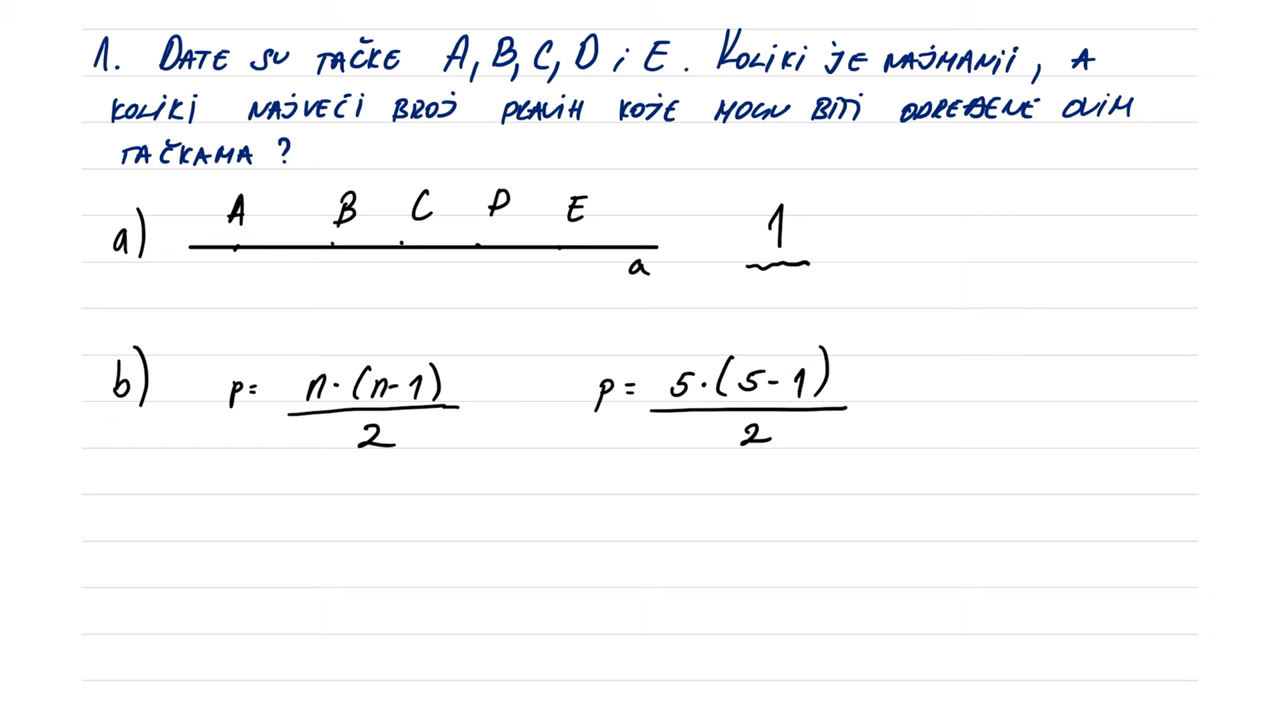 1. DATE SU TAČKE A, B, C, D i E. KOLIKI JE NAJMANJI, A
KOLIKI NAJVEĆI BROJ PRAVIH KOJE MOGU BITI ODREĐENE OVIM
TAČKAMA ?
a) A B C D E 1
a
b) p = n·(n-1)/2 p = 5·(5-1)/2